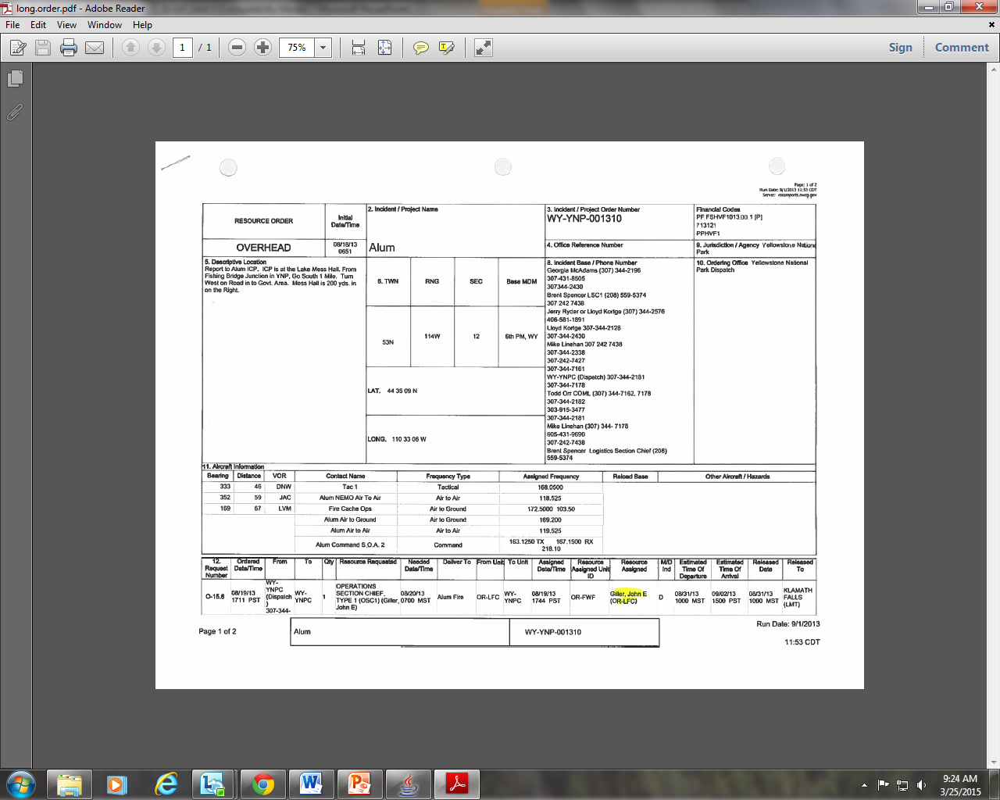 long.order.pdf - Adobe Reader
File Edit View Window Help
1 / 1 75% Sign Comment
Page: 1 of 2
Run Date: 9/1/2013 11:53 CDT
Server: rossreports.nwcg.gov
RESOURCE ORDER
Initial
Date/Time
2. Incident / Project Name
3. Incident / Project Order Number
WY-YNP-001310
Financial Codes
PF.FSHVF1013.00.1 [P]
713121
PPHVF1
OVERHEAD
08/18/13
0651
Alum
4. Office Reference Number
9. Jurisdiction / Agency Yellowstone Nationa
Park
5. Descriptive Location
Report to Alum ICP. ICP is at the Lake Mess Hall. From
Fishing Bridge Junction in YNP, Go South 1 Mile. Turn
West on Road in to Govt. Area. Mess Hall is 200 yds. in
on the Right.
6. TWN RNG SEC Base MDM
53N 114W 12 6th PM, WY
LAT. 44 35 09 N
LONG. 110 33 06 W
8. Incident Base / Phone Number
Georgia McAdams (307) 344-2196
307-431-8505
307344-2430
Brent Spencer LSC1 (208) 559-5374
307 242 7438
Jerry Ryder or Lloyd Kortge (307) 344-2576
406-581-1891
Lloyd Kortge 307-344-2128
307-344-2430
Mike Linehan 307 242 7438
307-344-2338
307-242-7427
307-344-7161
WY-YNPC (Dispatch) 307-344-2181
307-344-7178
Todd Orr COML (307) 344-7162, 7178
307-344-2182
303-915-3477
307-344-2181
Mike Linehan (307) 344- 7178
605-431-9690
307-242-7438
Brent Spencer Logistics Section Chief (208)
559-5374
10. Ordering Office Yellowstone National
Park Dispatch
11. Aircraft Information
Bearing Distance VOR Contact Name Frequency Type Assigned Frequency Reload Base Other Aircraft / Hazards
333 46 DNW Tac 1 Tactical 168.0500
352 59 JAC Alum NEMO Air To Air Air to Air 118.525
169 67 LVM Fire Cache Ops Air to Ground 172.5000 103.50
Alum Air to Ground Air to Ground 169.200
Alum Air to Air Air to Air 119.525
Alum Command S.O.A. 2 Command 163.1250 TX 167.1500 RX
218.10
12.
Request
Number
Ordered
Date/Time
From
To
Qty
Resource Requested
Needed
Date/Time
Deliver To
From Unit
To Unit
Assigned
Date/Time
Resource
Assigned Unit
ID
Resource
Assigned
M/D
Ind
Estimated
Time Of
Departure
Estimated
Time Of
Arrival
Released
Date
Released
To
O-15.6
08/19/13
1711 PST
WY-
YNPC
(Dispatch
)
307-344-
WY-
YNPC
1
OPERATIONS
SECTION CHIEF,
TYPE 1 (OSC1) (Giller,
John E)
08/20/13
0700 MST
Alum Fire
OR-LFC
WY-
YNPC
08/19/13
1744 PST
OR-FWF
Giller, John E
(OR-LFC)
D
08/31/13
1000 MST
09/02/13
1500 PST
08/31/13
1000 MST
KLAMATH
FALLS
(LMT)
Page 1 of 2
Alum
WY-YNP-001310
Run Date: 9/1/2013
11:53 CDT
9:24 AM
3/25/2015